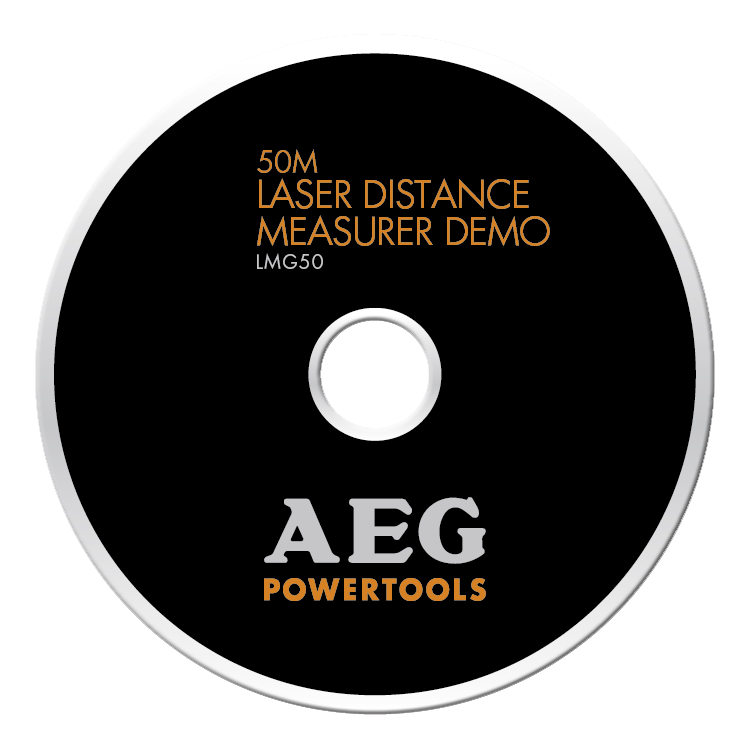 50M
LASER DISTANCE
MEASURER DEMO
LMG50
AEG
POWERTOOLS